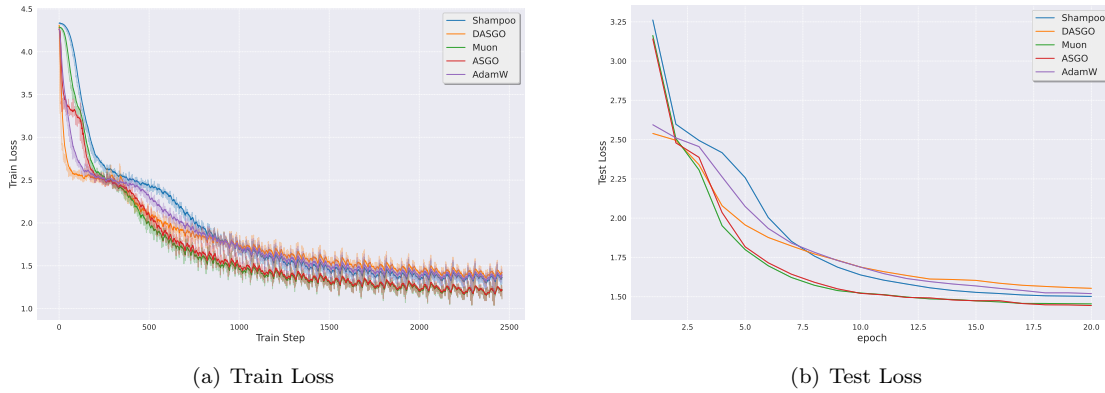 4.5
4.0
3.5
3.0
2.5
2.0
1.5
1.0
Train Loss
0
500
1000
1500
2000
2500
Train Step
Shampoo
DASGO
Muon
ASGO
AdamW
(a) Train Loss
3.25
3.00
2.75
2.50
2.25
2.00
1.75
1.50
Test Loss
2.5
5.0
7.5
10.0
12.5
15.0
17.5
20.0
epoch
Shampoo
DASGO
Muon
ASGO
AdamW
(b) Test Loss